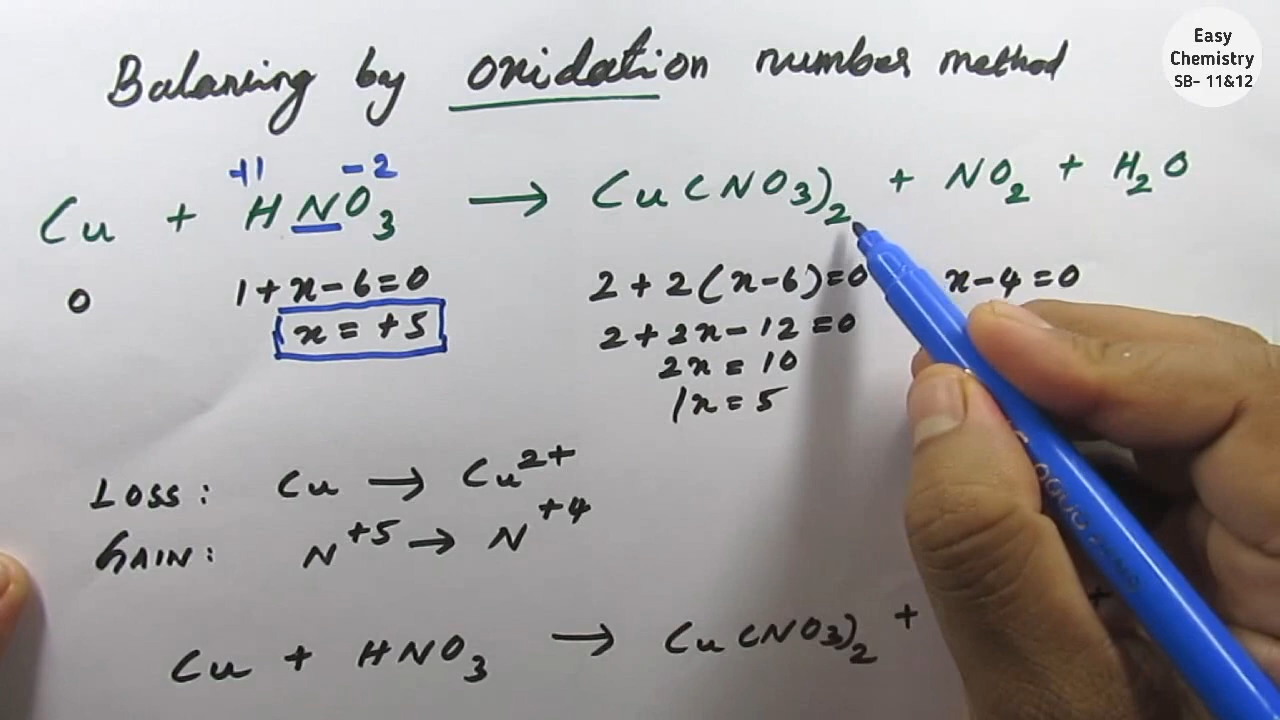 Easy
Chemistry
SB- 11&12
Balancing by oxidation number method
+1 -2
Cu + HNO₃ → Cu(NO₃)₂ + NO₂ + H₂O
0 1+x-6=0 2+2(x-6)=0 x-4=0
x=+5 2+2x-12=0
2x=10
1x=5
Loss: Cu → Cu²⁺
GAIN: N⁺⁵ → N⁺⁴
Cu + HNO₃ → Cu(NO₃)₂ + +